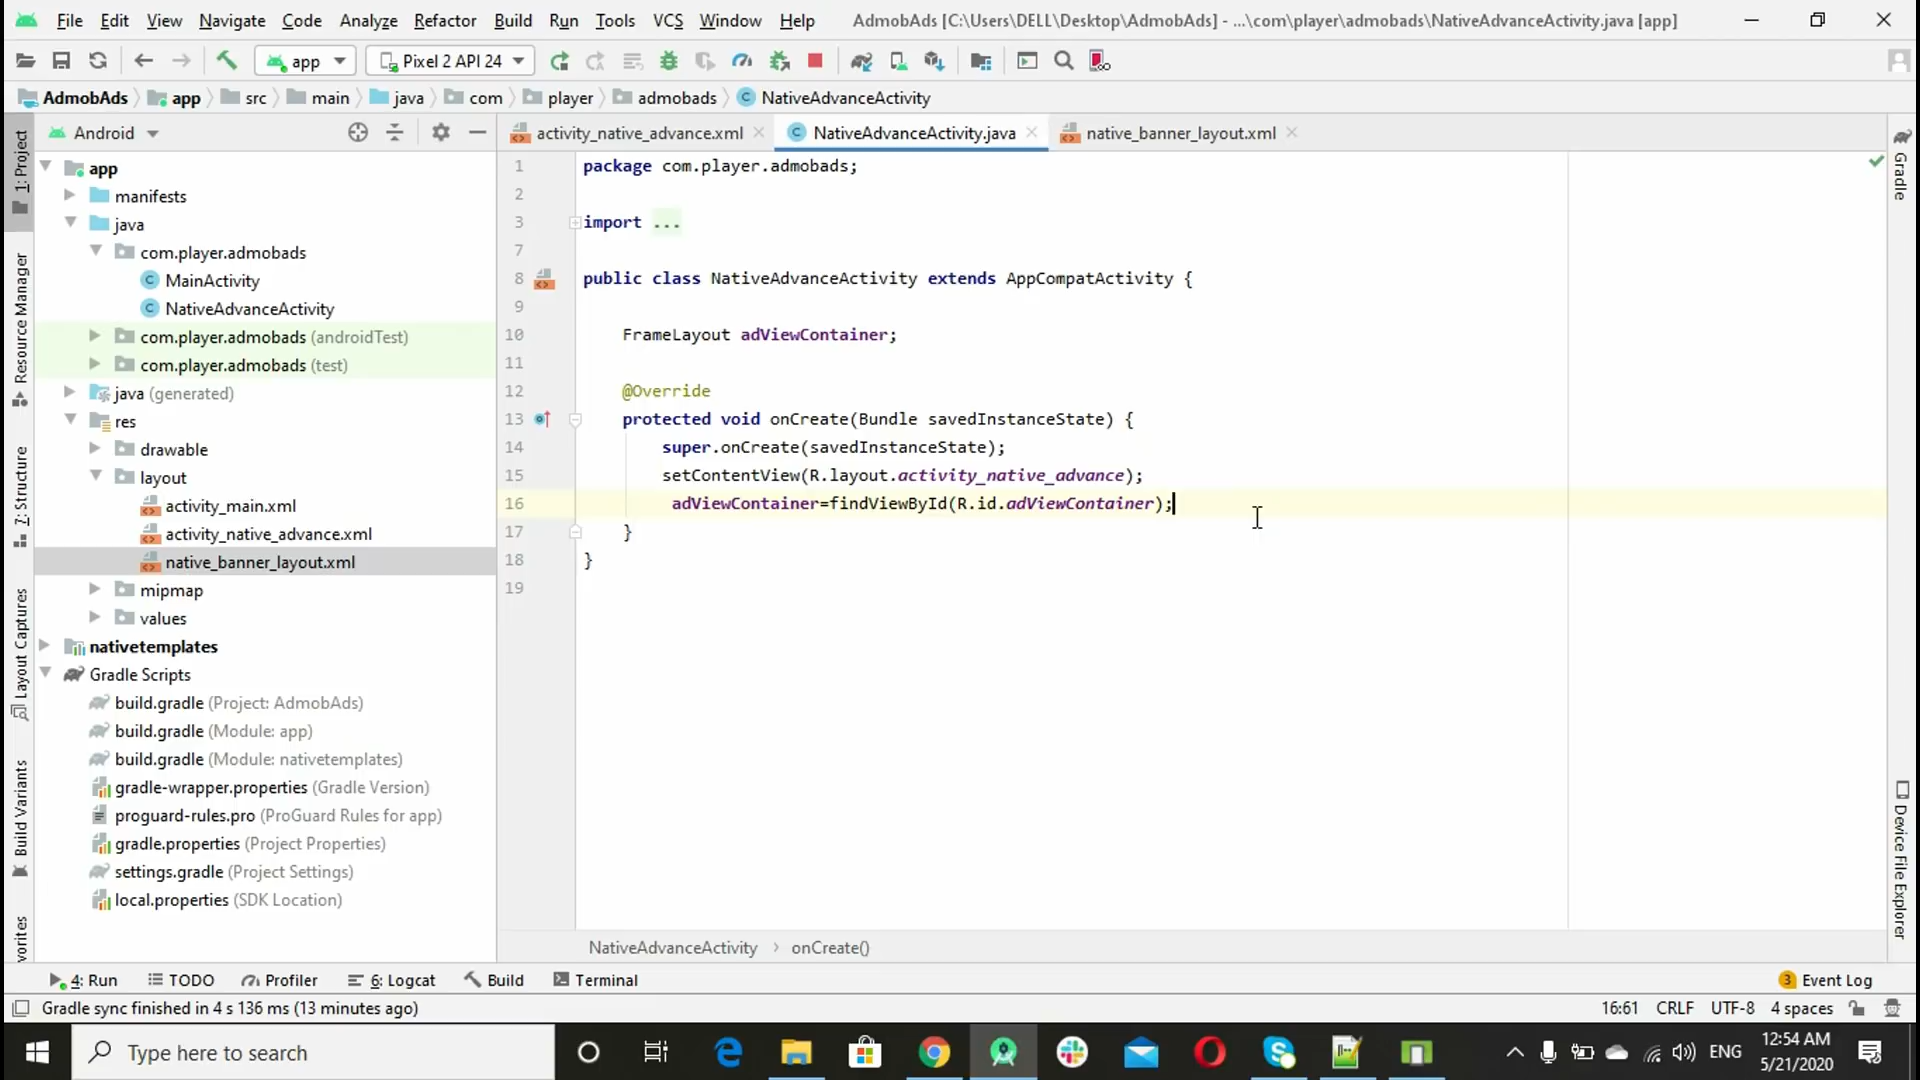 File Edit View Navigate Code Analyze Refactor Build Run Tools VCS Window Help AdmobAds [C:\Users\DELL\Desktop\AdmobAds] - ...\com\player\admobads\NativeAdvanceActivity.java [app]
app Pixel 2 API 24
AdmobAds app src main java com player admobads NativeAdvanceActivity
Android
activity_native_advance.xml NativeAdvanceActivity.java native_banner_layout.xml
1: Project
Resource Manager
7: Structure
Layout Captures
Build Variants
vorites
app
manifests
java
com.player.admobads
MainActivity
NativeAdvanceActivity
com.player.admobads (androidTest)
com.player.admobads (test)
java (generated)
res
drawable
layout
activity_main.xml
activity_native_advance.xml
native_banner_layout.xml
mipmap
values
nativetemplates
Gradle Scripts
build.gradle (Project: AdmobAds)
build.gradle (Module: app)
build.gradle (Module: nativetemplates)
gradle-wrapper.properties (Gradle Version)
proguard-rules.pro (ProGuard Rules for app)
gradle.properties (Project Properties)
settings.gradle (Project Settings)
local.properties (SDK Location)
1 package com.player.admobads;
2
3 import ...
7
8 public class NativeAdvanceActivity extends AppCompatActivity {
9
10 FrameLayout adViewContainer;
11
12 @Override
13 protected void onCreate(Bundle savedInstanceState) {
14 super.onCreate(savedInstanceState);
15 setContentView(R.layout.activity_native_advance);
16 adViewContainer=findViewById(R.id.adViewContainer);
17 }
18 }
19
Gradle
Device File Explorer
NativeAdvanceActivity › onCreate()
4: Run TODO Profiler 6: Logcat Build Terminal 3 Event Log
Gradle sync finished in 4 s 136 ms (13 minutes ago) 16:61 CRLF UTF-8 4 spaces
Type here to search ENG 12:54 AM
5/21/2020